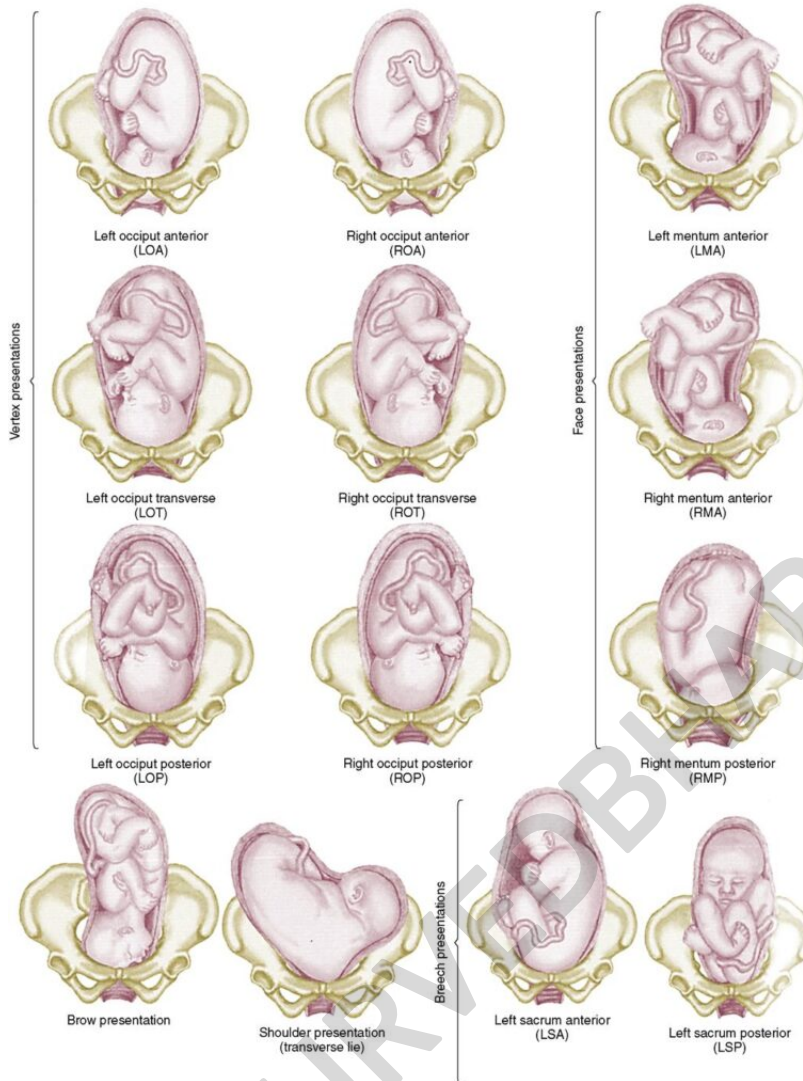 Vertex presentations
Left occiput anterior
(LOA)
Right occiput anterior
(ROA)
Left occiput transverse
(LOT)
Right occiput transverse
(ROT)
Left occiput posterior
(LOP)
Right occiput posterior
(ROP)
Face presentations
Left mentum anterior
(LMA)
Right mentum anterior
(RMA)
Right mentum posterior
(RMP)
Brow presentation
Shoulder presentation
(transverse lie)
Breech presentations
Left sacrum anterior
(LSA)
Left sacrum posterior
(LSP)